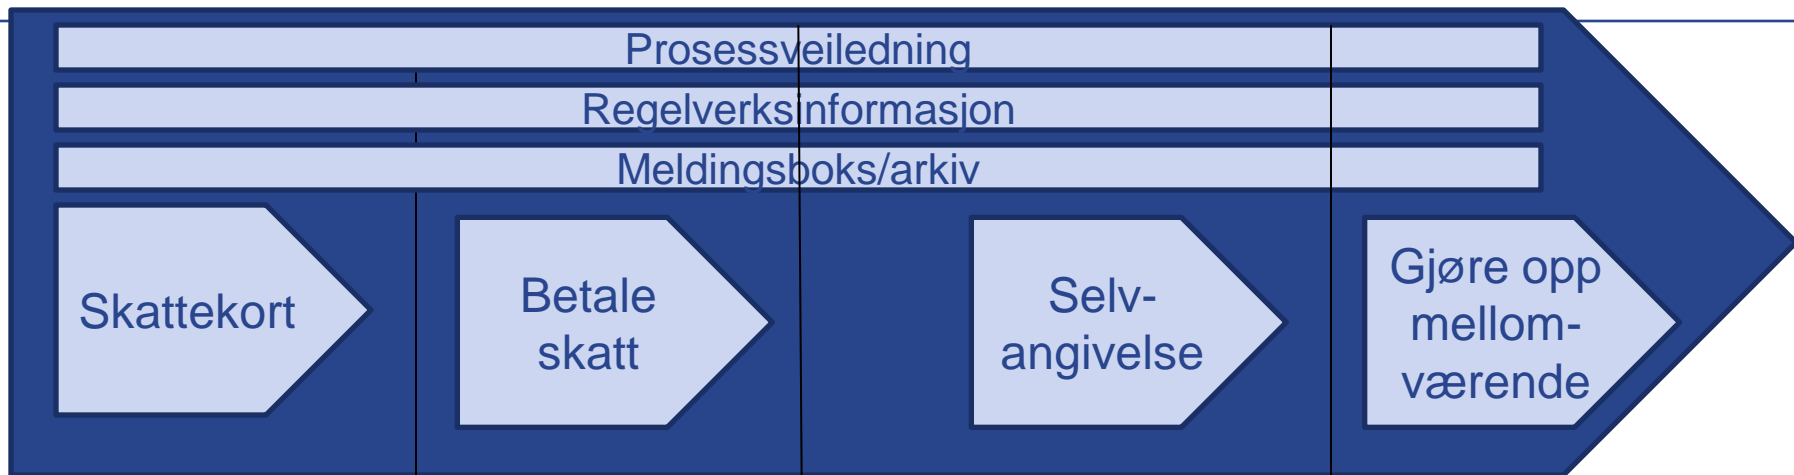 Prosessveiledning
Regelverksinformasjon
Meldingsboks/arkiv
Skattekort
Betale
skatt
Selv-
angivelse
Gjøre opp
mellom-
værende